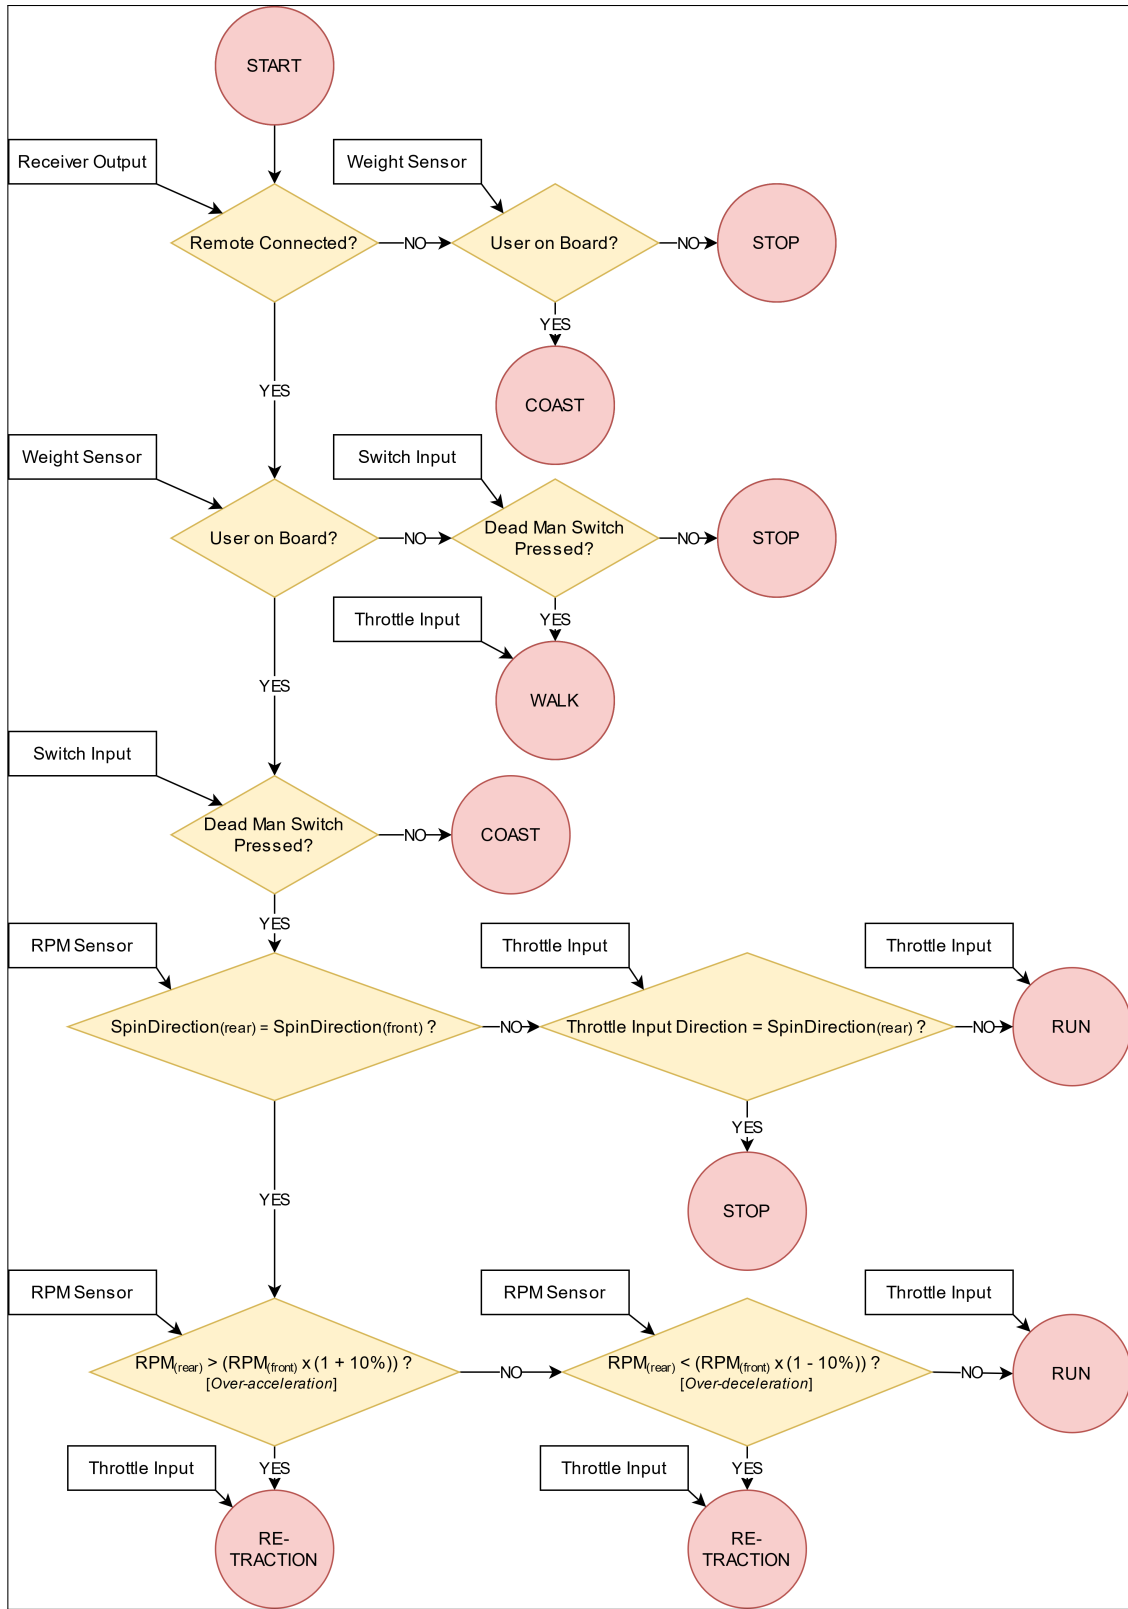 START
Receiver Output
Weight Sensor
Remote Connected?
NO
User on Board?
NO
STOP
YES
YES
COAST
Weight Sensor
Switch Input
User on Board?
NO
Dead Man Switch
Pressed?
NO
STOP
Throttle Input
YES
YES
WALK
Switch Input
Dead Man Switch
Pressed?
NO
COAST
YES
RPM Sensor
Throttle Input
Throttle Input
SpinDirection(rear) = SpinDirection(front) ?
NO
Throttle Input Direction = SpinDirection(rear) ?
NO
RUN
YES
YES
STOP
RPM Sensor
RPM Sensor
Throttle Input
RPM(rear) > (RPM(front) x (1 + 10%)) ?
[Over-acceleration]
NO
RPM(rear) < (RPM(front) x (1 - 10%)) ?
[Over-deceleration]
NO
RUN
Throttle Input
YES
Throttle Input
YES
RE-
TRACTION
RE-
TRACTION